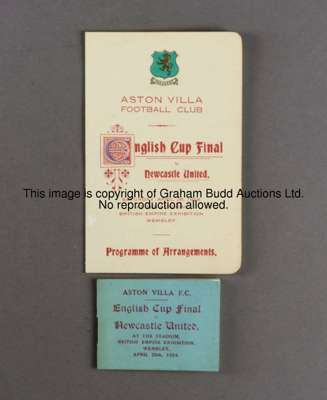 ASTON VILLA
FOOTBALL CLUB
English Cup Final
v
Newcastle United,
This image is copyright of Graham Budd Auctions Ltd.
No reproduction allowed.
BRITISH EMPIRE EXHIBITION
WEMBLEY
Programme of Arrangements.
ASTON VILLA F.C.
English Cup Final
v
Newcastle United,
AT THE STADIUM,
BRITISH EMPIRE EXHIBITION,
WEMBLEY,
APRIL 26th, 1924.